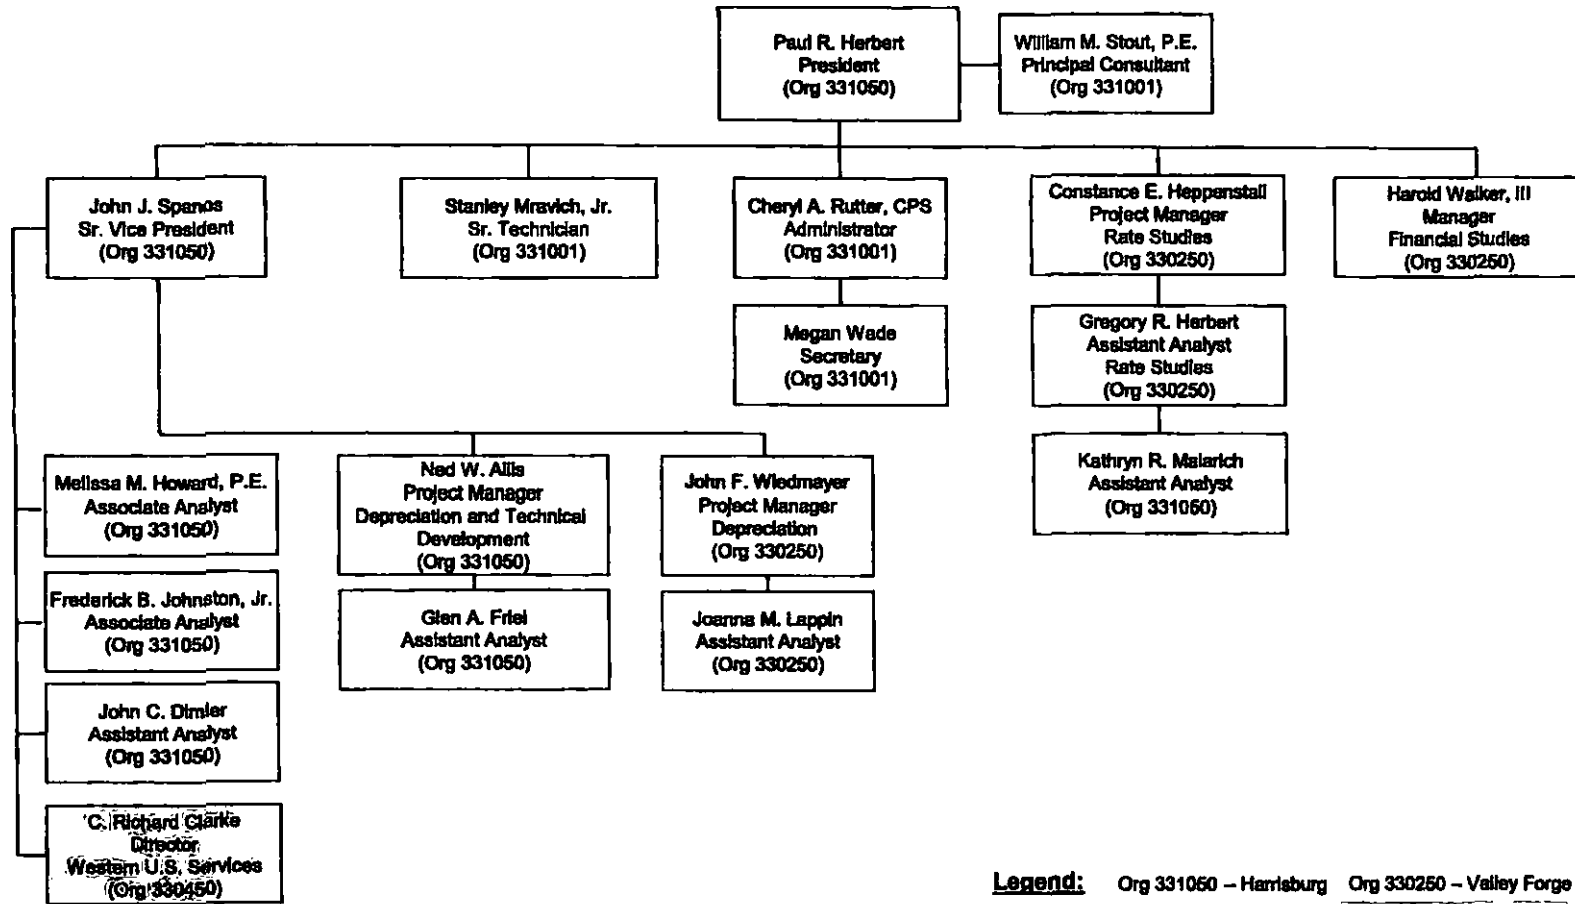 Paul R. Herbert
President
(Org 331050)
William M. Stout, P.E.
Principal Consultant
(Org 331001)
John J. Spanos
Sr. Vice President
(Org 331050)
Stanley Mravich, Jr.
Sr. Technician
(Org 331001)
Cheryl A. Rutter, CPS
Administrator
(Org 331001)
Constance E. Heppenstall
Project Manager
Rate Studies
(Org 330250)
Harold Walker, III
Manager
Financial Studies
(Org 330250)
Megan Wade
Secretary
(Org 331001)
Gregory R. Herbert
Assistant Analyst
Rate Studies
(Org 330250)
Melissa M. Howard, P.E.
Associate Analyst
(Org 331050)
Ned W. Allis
Project Manager
Depreciation and Technical
Development
(Org 331050)
John F. Wiedmayer
Project Manager
Depreciation
(Org 330250)
Kathryn R. Malarich
Assistant Analyst
(Org 331050)
Frederick B. Johnston, Jr.
Associate Analyst
(Org 331050)
Glen A. Friel
Assistant Analyst
(Org 331050)
Joanne M. Lappin
Assistant Analyst
(Org 330250)
John C. Dimler
Assistant Analyst
(Org 331050)
C. Richard Clarke
Director
Western U.S. Services
(Org 330450)
Legend: Org 331050 – Harrisburg Org 330250 – Valley Forge